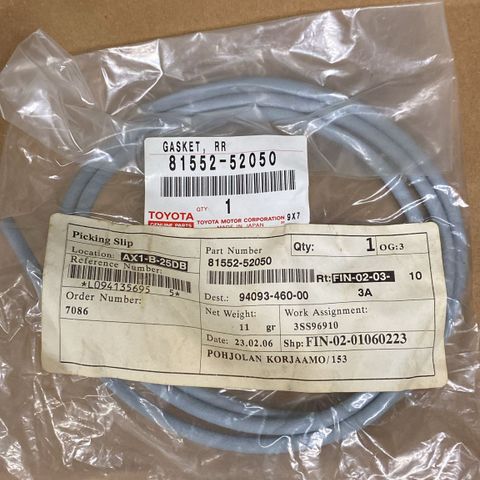 GASKET, RR
81552-52050
QTY
1
TOYOTA
GENUINE PARTS
TOYOTA MOTOR CORPORATION
MADE IN JAPAN
9X7
Picking Slip
Location: AX1-B-25DB
Reference Number:
*L094135695 5*
Order Number:
7086
Part Number
81552-52050
Qty: 1 OG:3
Rt: FIN-02-03- 10
3A
Dest.: 94093-460-00
Net Weight:
11 gr
Work Assignment:
3SS96910
Date: 23.02.06
Shp: FIN-02-01060223
POHJOLAN KORJAAMO/153